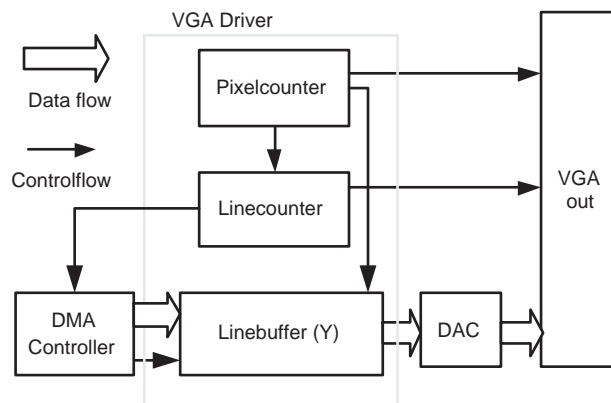 VGA Driver
Data flow
Controlflow
Pixelcounter
Linecounter
VGA
out
DMA
Controller
Linebuffer (Y)
DAC